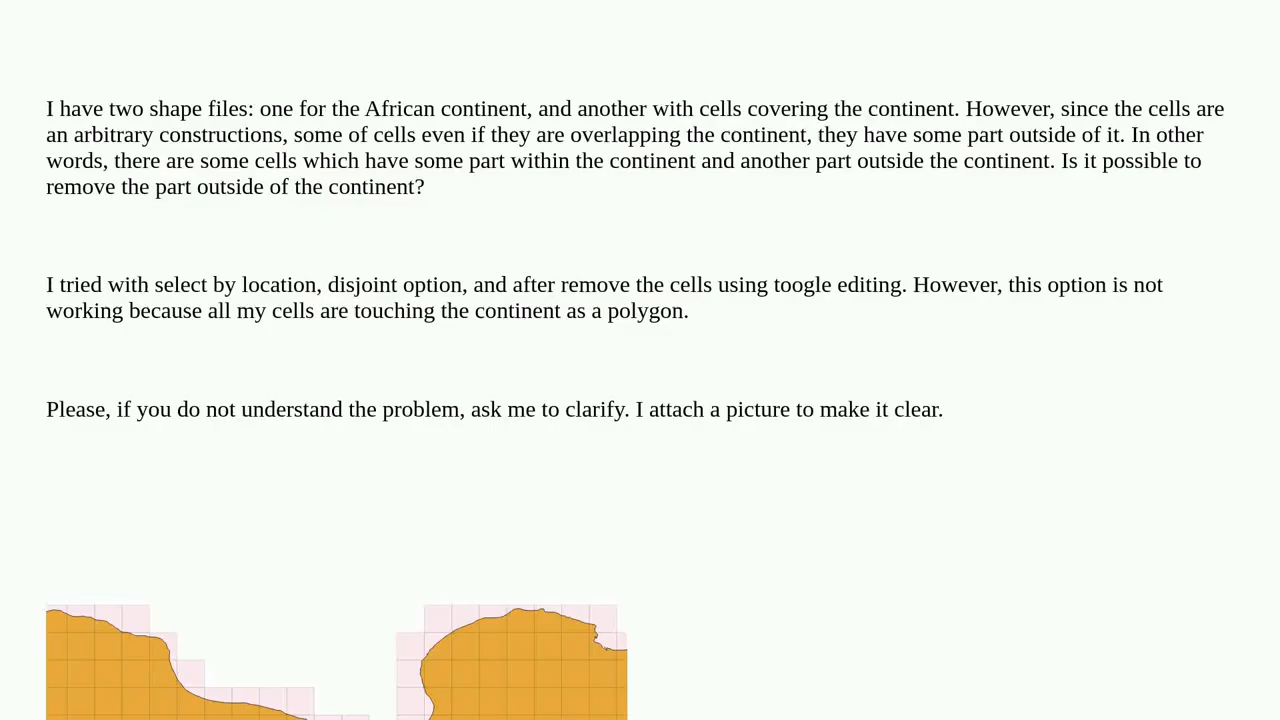 I have two shape files: one for the African continent, and another with cells covering the continent. However, since the cells are
an arbitrary constructions, some of cells even if they are overlapping the continent, they have some part outside of it. In other
words, there are some cells which have some part within the continent and another part outside the continent. Is it possible to
remove the part outside of the continent?
I tried with select by location, disjoint option, and after remove the cells using toogle editing. However, this option is not
working because all my cells are touching the continent as a polygon.
Please, if you do not understand the problem, ask me to clarify. I attach a picture to make it clear.